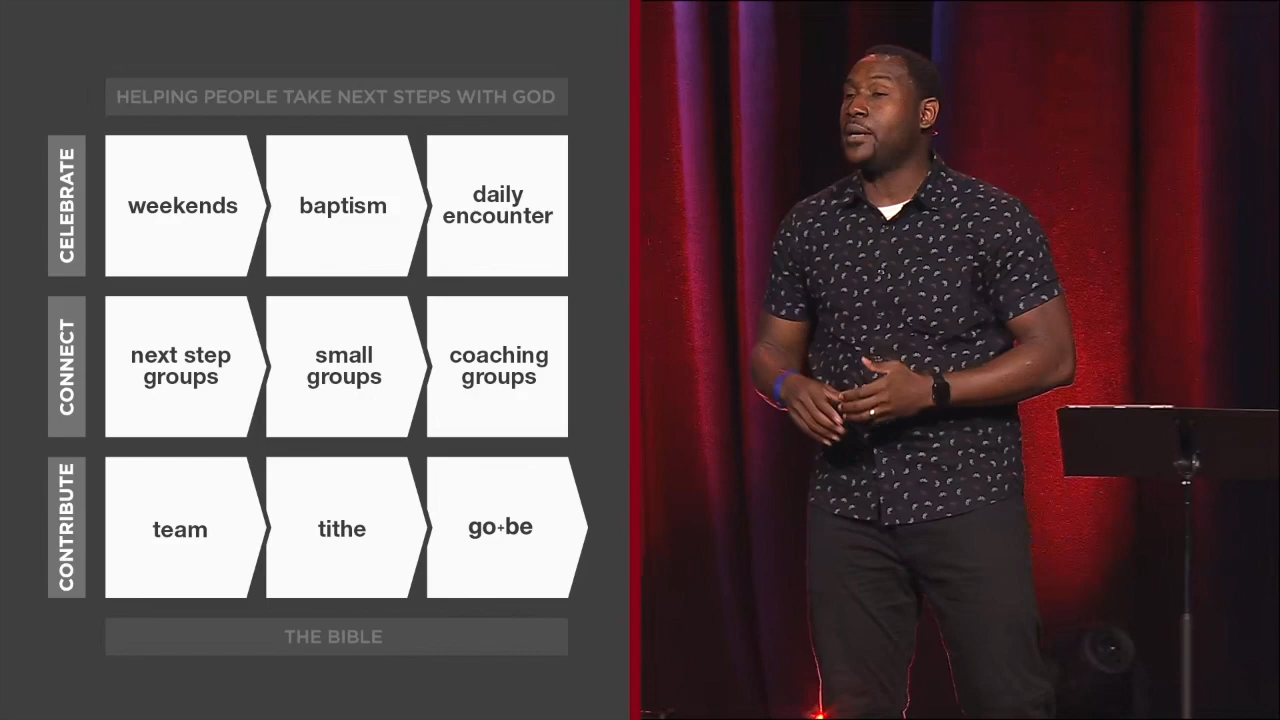 HELPING PEOPLE TAKE NEXT STEPS WITH GOD
CELEBRATE
weekends
baptism
daily
encounter
CONNECT
next step
groups
small
groups
coaching
groups
CONTRIBUTE
team
tithe
go+be
THE BIBLE